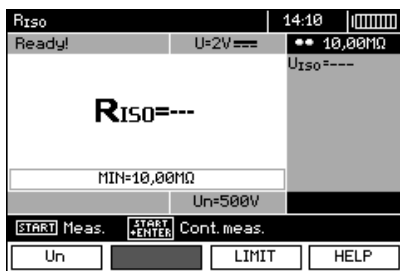 RISO 14:10
Ready! U=2V 10,00MΩ
UISO=---
RISO=---
MIN=10,00MΩ
Un=500V
START Meas. START +ENTER Cont. meas.
Un LIMIT HELP